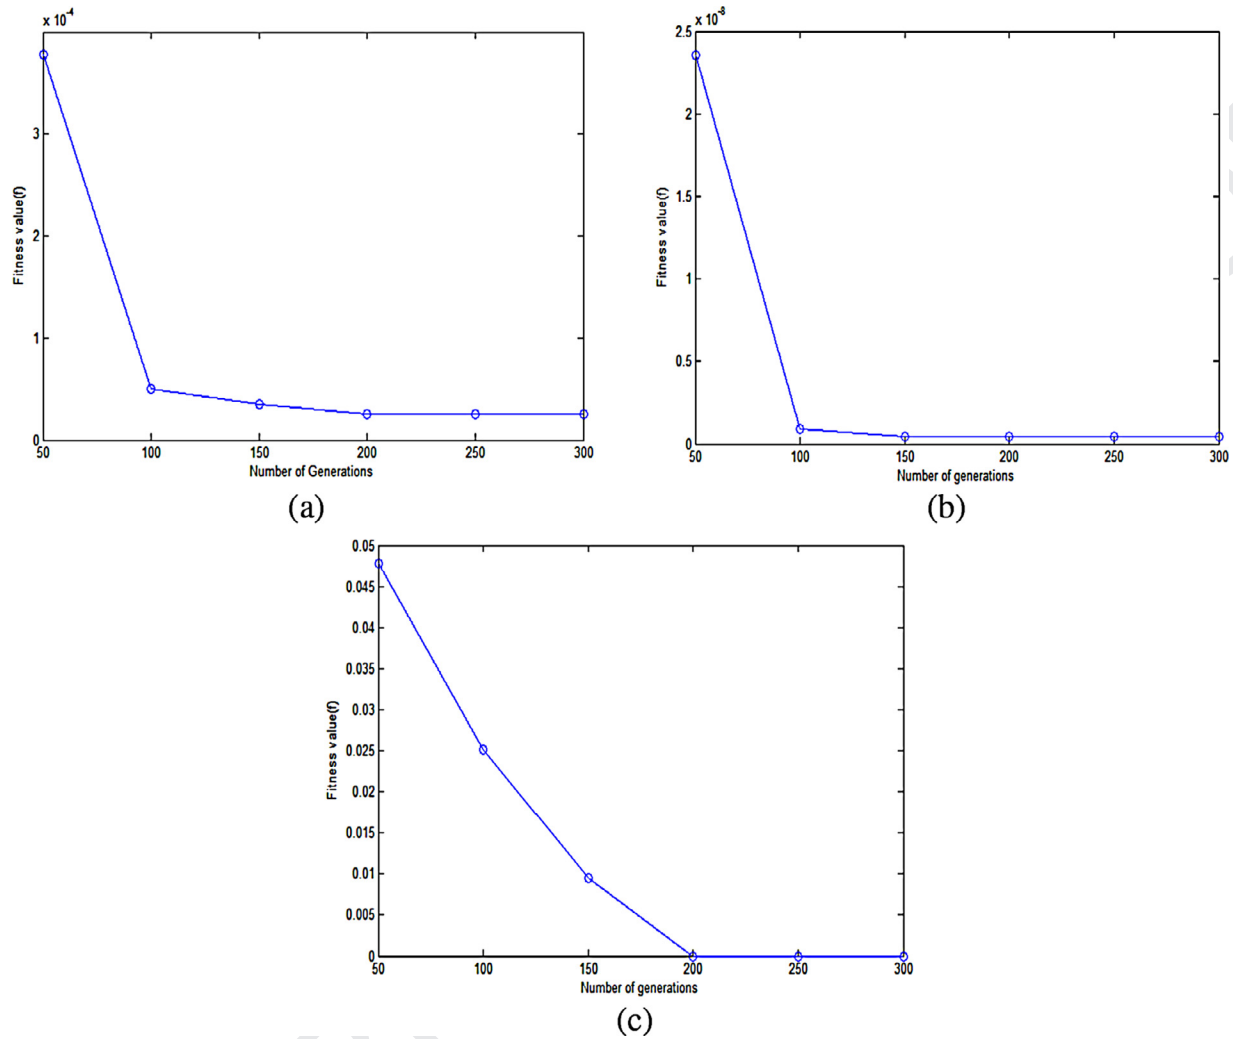 x 10-4
3
2
1
0
Fitness value(f)
50 100 150 200 250 300
Number of Generations
(a)
x 10-8
2.5
2
1.5
1
0.5
0
Fitness value(f)
50 100 150 200 250 300
Number of generations
(b)
0.05
0.045
0.04
0.035
0.03
0.025
0.02
0.015
0.01
0.005
0
Fitness value(f)
50 100 150 200 250 300
Number of generations
(c)